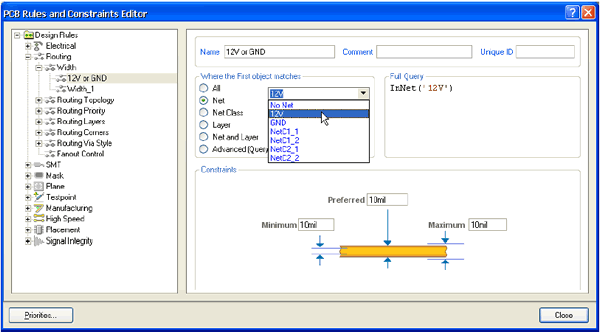 PCB Rules and Constraints Editor
Design Rules
Electrical
Routing
Width
12V or GND
Width_1
Routing Topology
Routing Priority
Routing Layers
Routing Corners
Routing Via Style
Fanout Control
SMT
Mask
Plane
Testpoint
Manufacturing
High Speed
Placement
Signal Integrity
Name 12V or GND Comment Unique ID
Where the First object matches
All
Net
Net Class
Layer
Net and Layer
Advanced (Query
12V
No Net
12V
GND
NetC1_1
NetC1_2
NetC2_1
NetC2_2
Full Query
InNet('12V')
Constraints
Preferred 10mil
Minimum 10mil
Maximum 10mil
Priorities...
Close